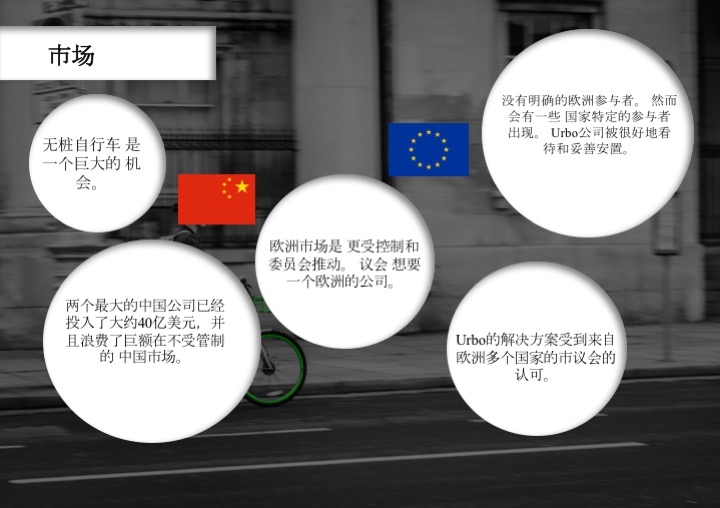 市场
无桩自行车 是
一个巨大的 机
会。
两个最大的中国公司已经
投入了大约40亿美元，并
且浪费了巨额在不受管制
的 中国市场。
欧洲市场是 更受控制和
委员会推动。 议会 想要
一个欧洲的公司。
没有明确的欧洲参与者。 然而
会有一些 国家特定的参与者
出现。 Urbo公司被很好地看
待和妥善安置。
Urbo的解决方案受到来自
欧洲多个国家的市议会的
认可。